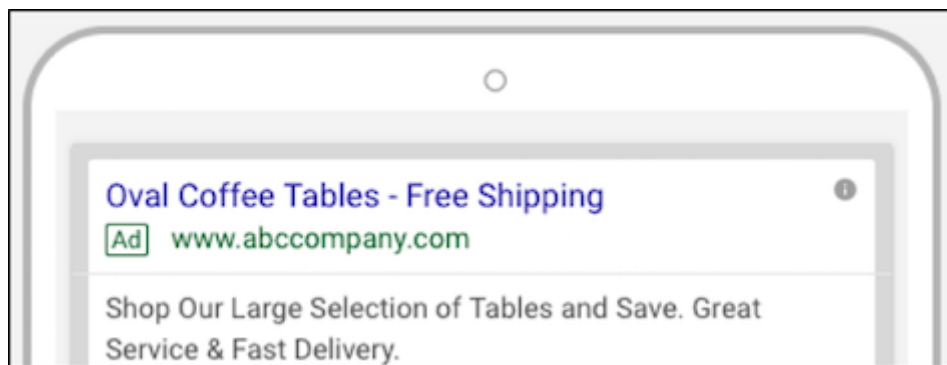 Oval Coffee Tables - Free Shipping
Ad www.abccompany.com
Shop Our Large Selection of Tables and Save. Great
Service & Fast Delivery.